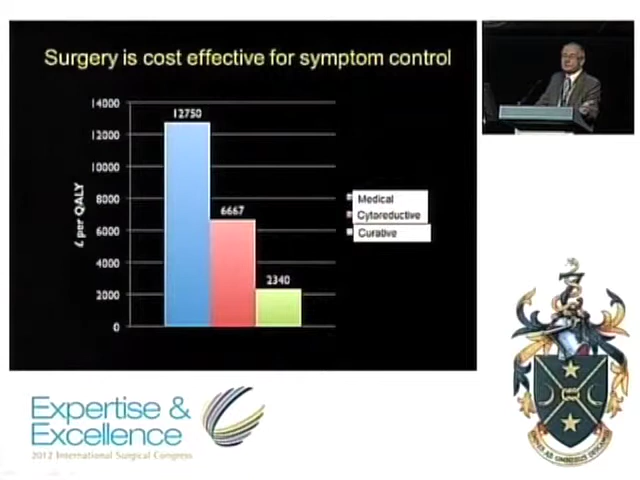 Surgery is cost effective for symptom control
£ per QALY
14000
12000
10000
8000
6000
4000
2000
0
12750
6667
2340
Medical
Cytoreductive
Curative
Expertise &
Excellence
2012 International Surgical Congress